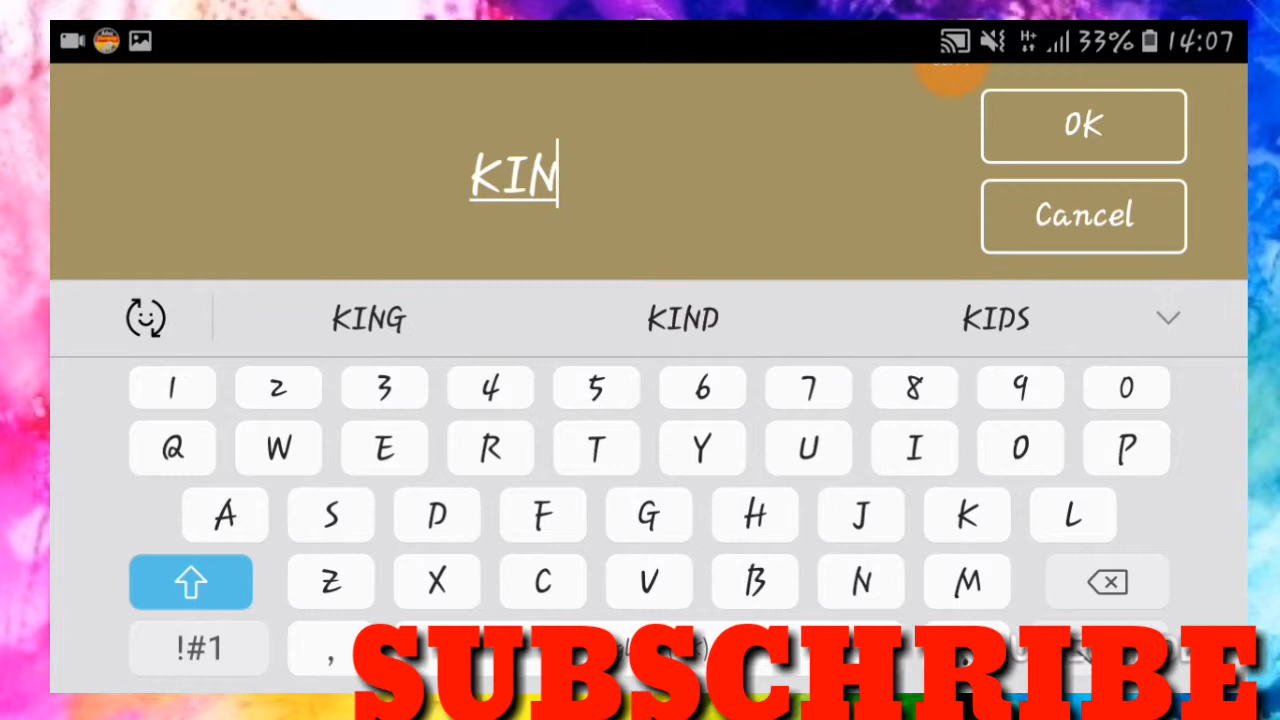 H+ 33% 14:07
OK
KIN
Cancel
KING KIND KIDS
1 2 3 4 5 6 7 8 9 0
Q W E R T Y U I O P
A S D F G H J K L
Z X C V B N M
!#1 ,
SUBSCHRIBE